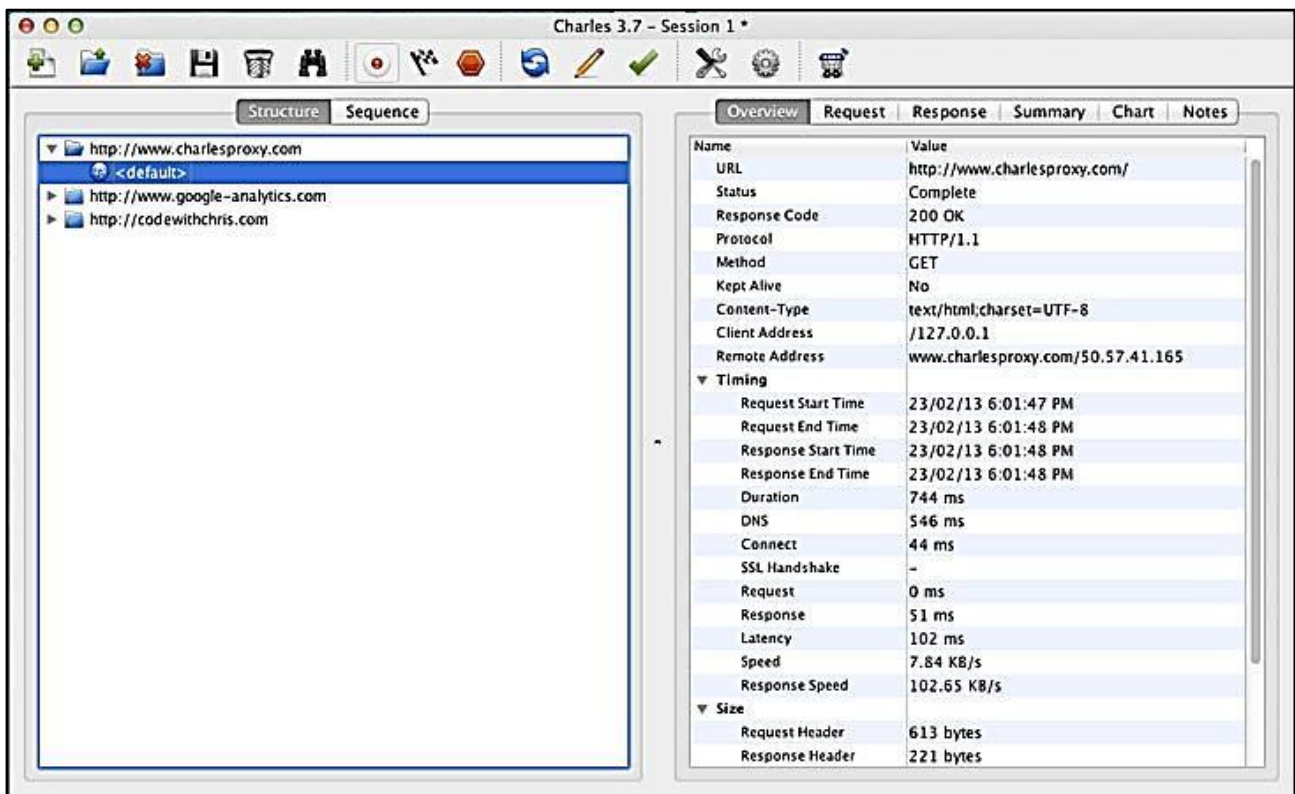 Charles 3.7 – Session 1 *
Structure Sequence
http://www.charlesproxy.com
<default>
http://www.google-analytics.com
http://codewithchris.com
Overview Request Response Summary Chart Notes
Name Value
URL http://www.charlesproxy.com/
Status Complete
Response Code 200 OK
Protocol HTTP/1.1
Method GET
Kept Alive No
Content-Type text/html;charset=UTF-8
Client Address /127.0.0.1
Remote Address www.charlesproxy.com/50.57.41.165
Timing
Request Start Time 23/02/13 6:01:47 PM
Request End Time 23/02/13 6:01:48 PM
Response Start Time 23/02/13 6:01:48 PM
Response End Time 23/02/13 6:01:48 PM
Duration 744 ms
DNS 546 ms
Connect 44 ms
SSL Handshake -
Request 0 ms
Response 51 ms
Latency 102 ms
Speed 7.84 KB/s
Response Speed 102.65 KB/s
Size
Request Header 613 bytes
Response Header 221 bytes